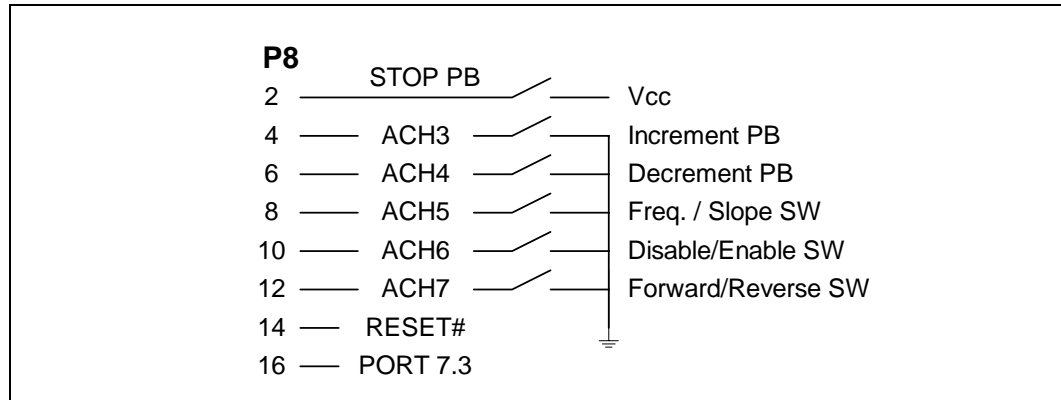 P8
STOP PB
2 Vcc
4 ACH3 Increment PB
6 ACH4 Decrement PB
8 ACH5 Freq. / Slope SW
10 ACH6 Disable/Enable SW
12 ACH7 Forward/Reverse SW
14 RESET#
16 PORT 7.3